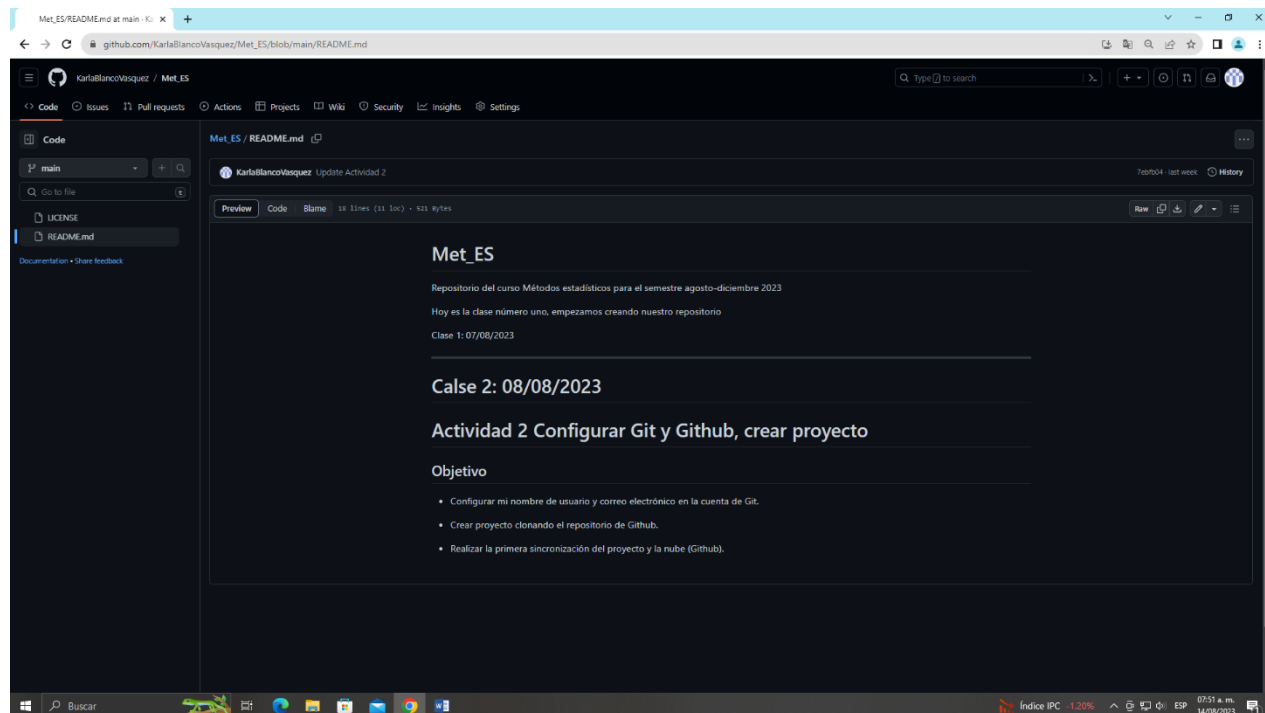 Met_ES/README.md at main · Ka
github.com/KarlaBlancoVasquez/Met_ES/blob/main/README.md
KarlaBlancoVasquez / Met_ES
Type / to search
Code Issues Pull requests Actions Projects Wiki Security Insights Settings
Code
Met_ES / README.md
main
KarlaBlancoVasquez Update Actividad 2
7ebfb04 · last week History
Go to file t
Preview Code Blame 18 lines (11 loc) · 521 Bytes
Raw
LICENSE
README.md
Documentation • Share feedback
Met_ES
Repositorio del curso Métodos estadísticos para el semestre agosto-diciembre 2023
Hoy es la clase número uno, empezamos creando nuestro repositorio
Clase 1: 07/08/2023
Calse 2: 08/08/2023
Actividad 2 Configurar Git y Github, crear proyecto
Objetivo
• Configurar mi nombre de usuario y correo electrónico en la cuenta de Git.
• Crear proyecto clonando el repositorio de Github.
• Realizar la primera sincronización del proyecto y la nube (Github).
Buscar
Índice IPC -1.20%
ESP
07:51 a. m.
14/08/2023